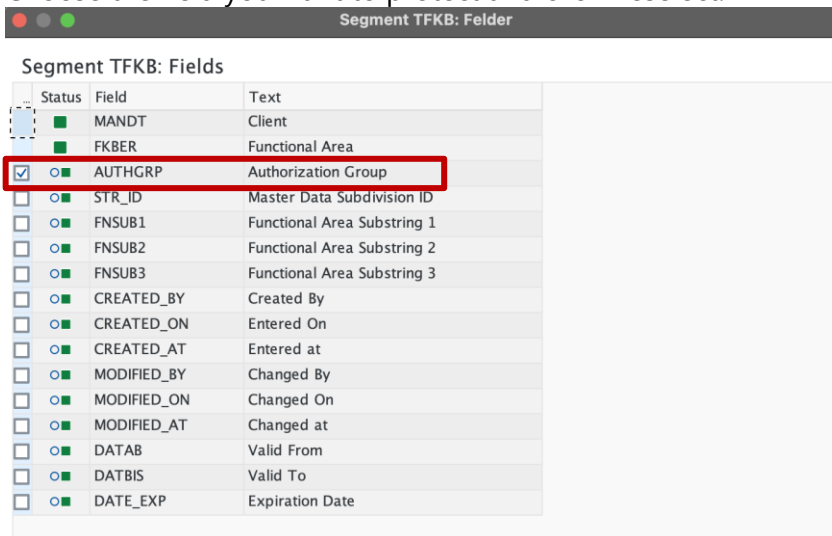 Segment TFKB: Felder
Segment TFKB: Fields
... Status Field Text
MANDT Client
FKBER Functional Area
AUTHGRP Authorization Group
STR_ID Master Data Subdivision ID
FNSUB1 Functional Area Substring 1
FNSUB2 Functional Area Substring 2
FNSUB3 Functional Area Substring 3
CREATED_BY Created By
CREATED_ON Entered On
CREATED_AT Entered at
MODIFIED_BY Changed By
MODIFIED_ON Changed On
MODIFIED_AT Changed at
DATAB Valid From
DATBIS Valid To
DATE_EXP Expiration Date